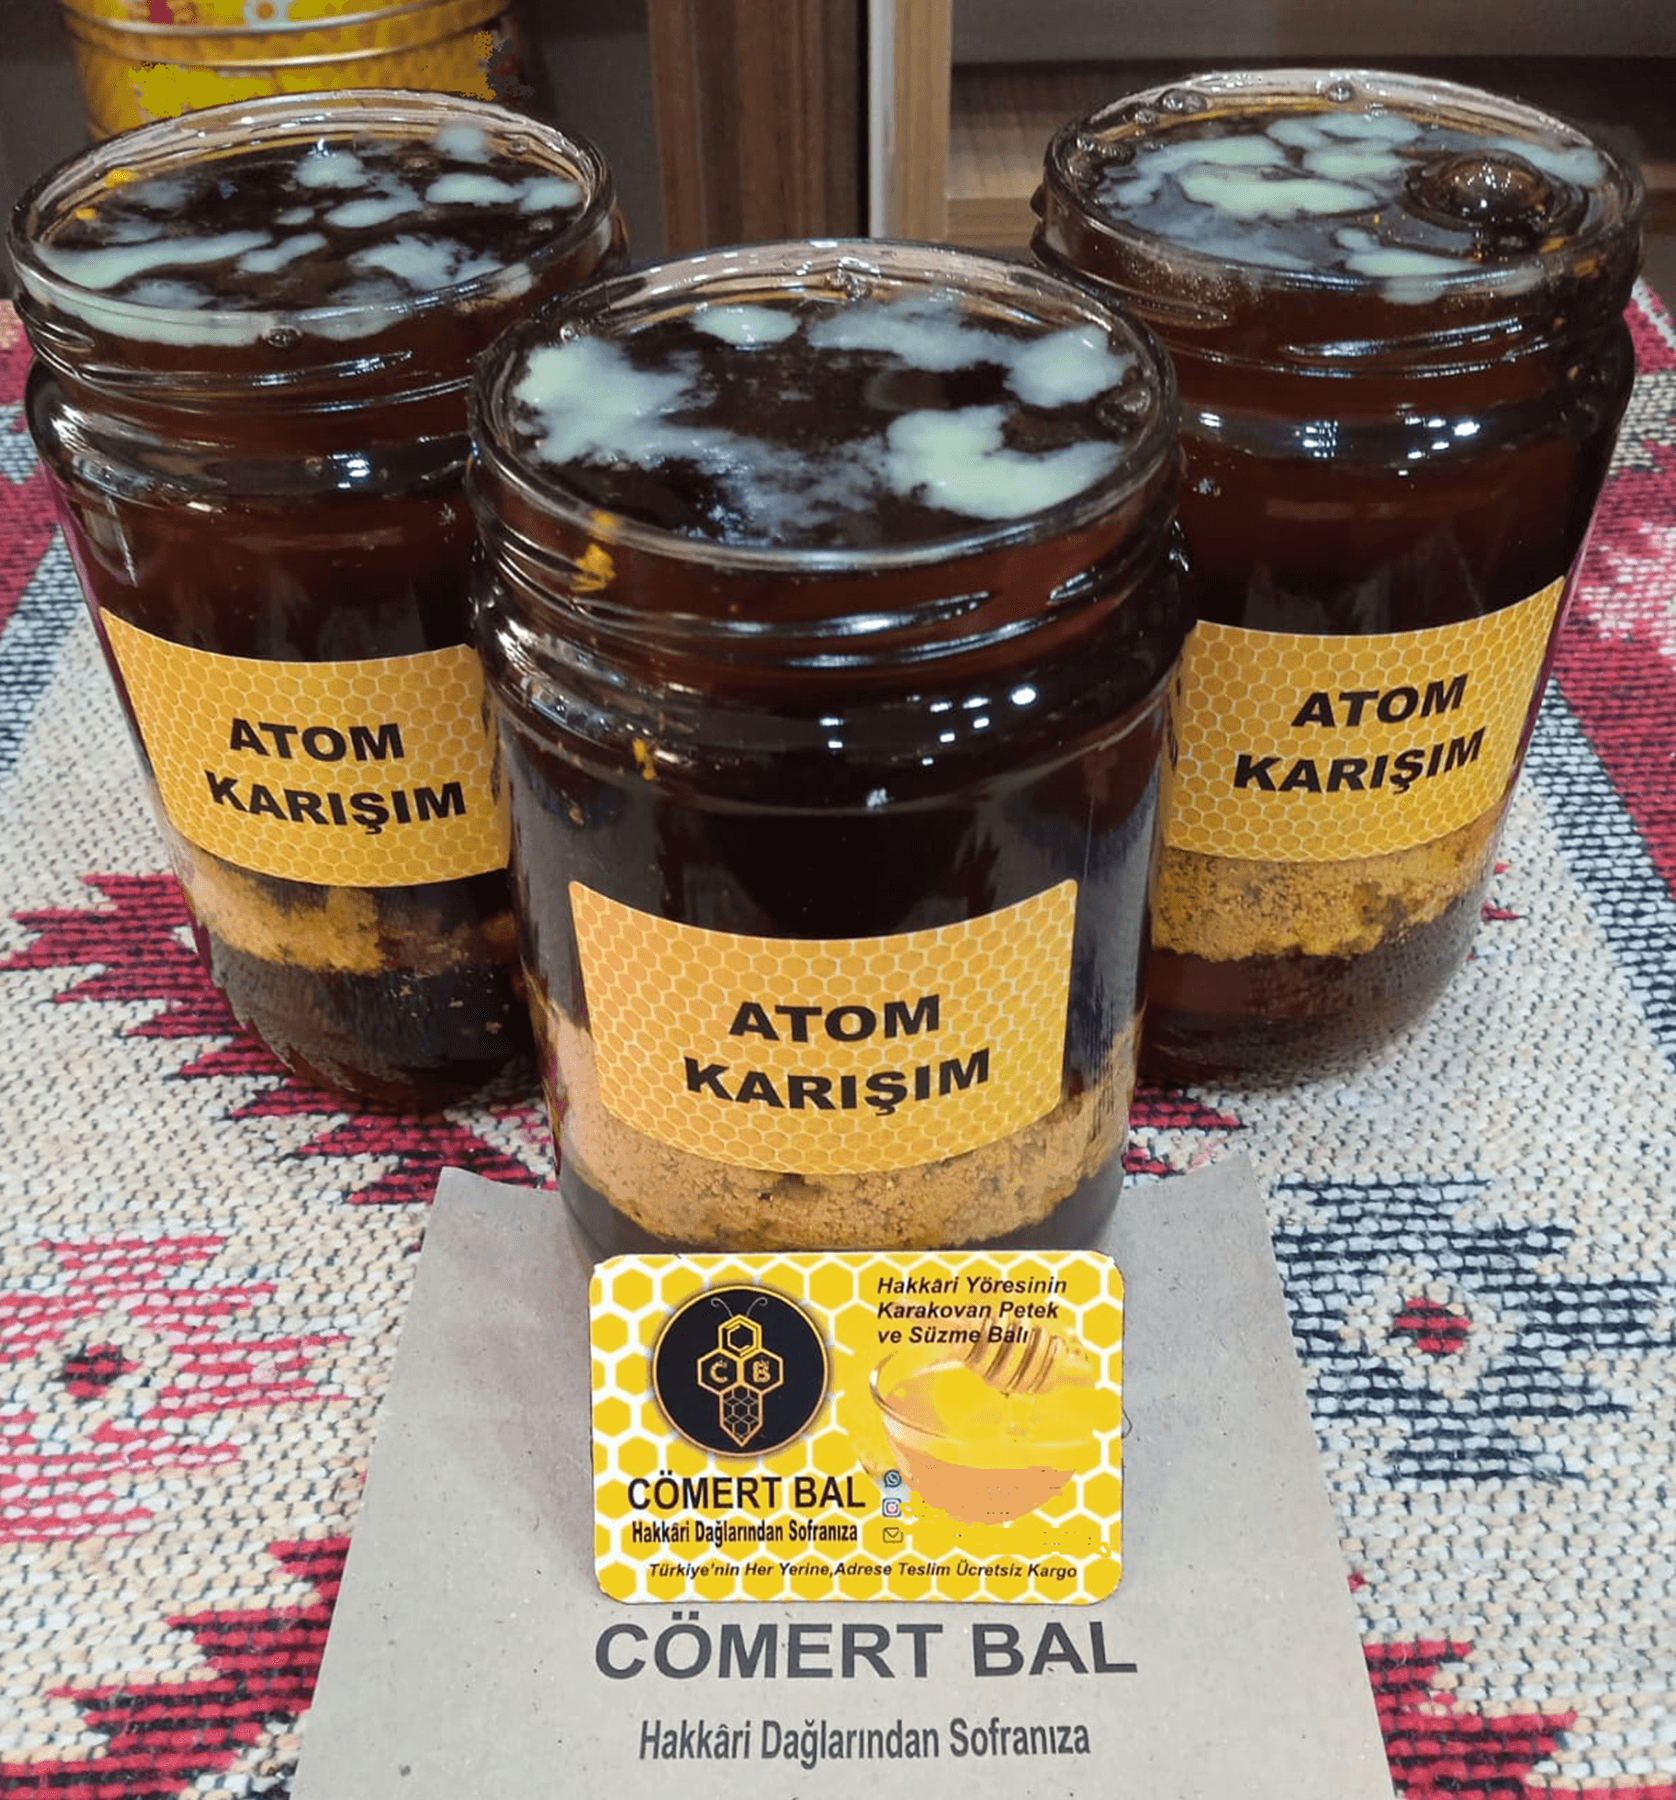 ATOM
KARIŞIM
ATOM
KARIŞIM
ATOM
KARIŞIM
Hakkâri Yöresinin
Karakovan Petek
ve Süzme Balı
C B
CÖMERT BAL
Hakkâri Dağlarından Sofranıza
Türkiye'nin Her Yerine,Adrese Teslim Ücretsiz Kargo
CÖMERT BAL
Hakkâri Dağlarından Sofranıza